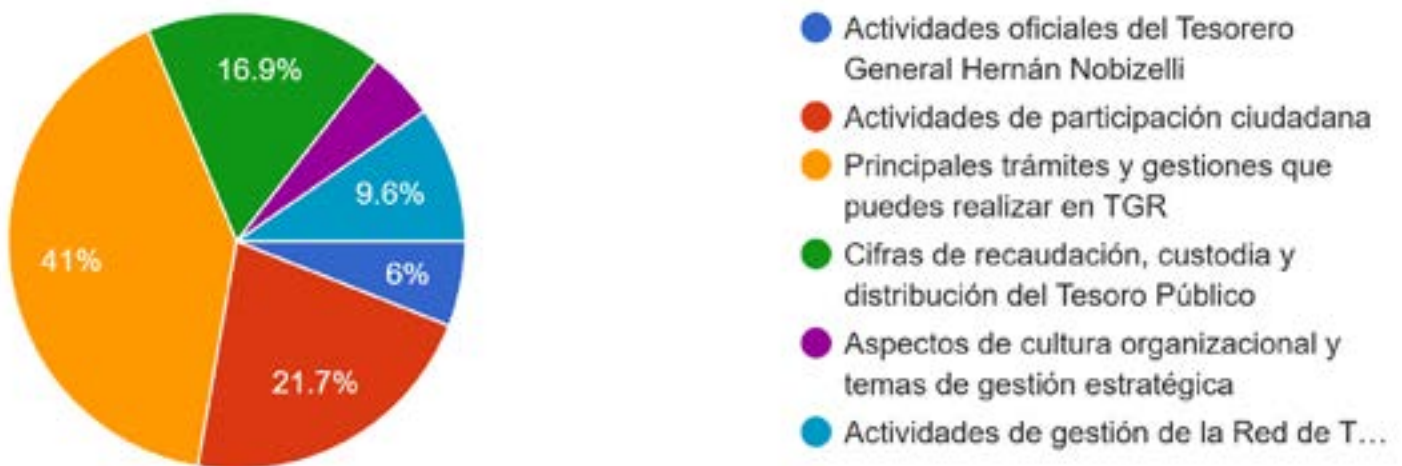 16.9%
9.6%
41%
6%
21.7%
Actividades oficiales del Tesorero
General Hernán Nobizelli
Actividades de participación ciudadana
Principales trámites y gestiones que
puedes realizar en TGR
Cifras de recaudación, custodia y
distribución del Tesoro Público
Aspectos de cultura organizacional y
temas de gestión estratégica
Actividades de gestión de la Red de T…